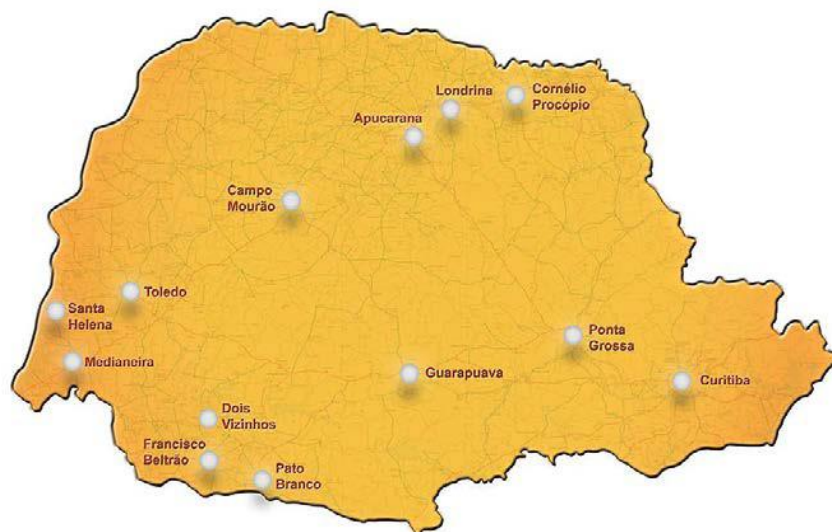 Londrina
Cornélio
Procópio
Apucarana
Campo
Mourão
Toledo
Santa
Helena
Medianeira
Ponta
Grossa
Guarapuava
Curitiba
Dois
Vizinhos
Francisco
Beltrão
Pato
Branco